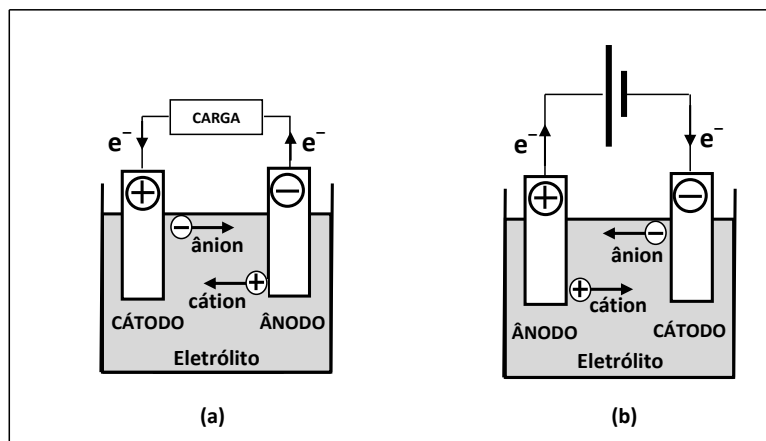 CARGA
e⁻ e⁻
+ −
− ânion
+ cátion
CÁTODO ÂNODO
Eletrólito
(a)
e⁻ e⁻
+ −
− ânion
+ cátion
ÂNODO CÁTODO
Eletrólito
(b)